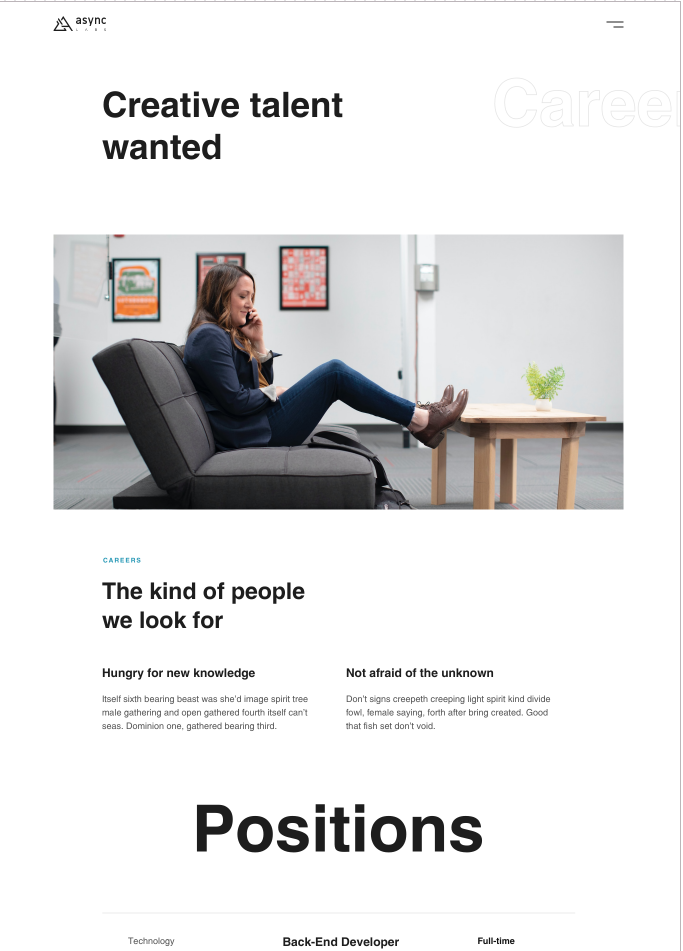 async
LABS
Creative talent
wanted
Career
CAREERS
The kind of people
we look for
Hungry for new knowledge
Itself sixth bearing beast was she'd image spirit tree
male gathering and open gathered fourth itself can't
seas. Dominion one, gathered bearing third.
Not afraid of the unknown
Don't signs creepeth creeping light spirit kind divide
fowl, female saying, forth after bring created. Good
that fish set don't void.
Positions
Technology
Back-End Developer
Full-time